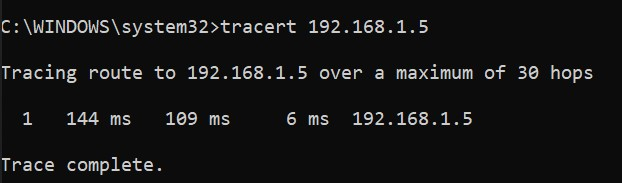 C:\WINDOWS\system32>tracert 192.168.1.5
Tracing route to 192.168.1.5 over a maximum of 30 hops
1 144 ms 109 ms 6 ms 192.168.1.5
Trace complete.